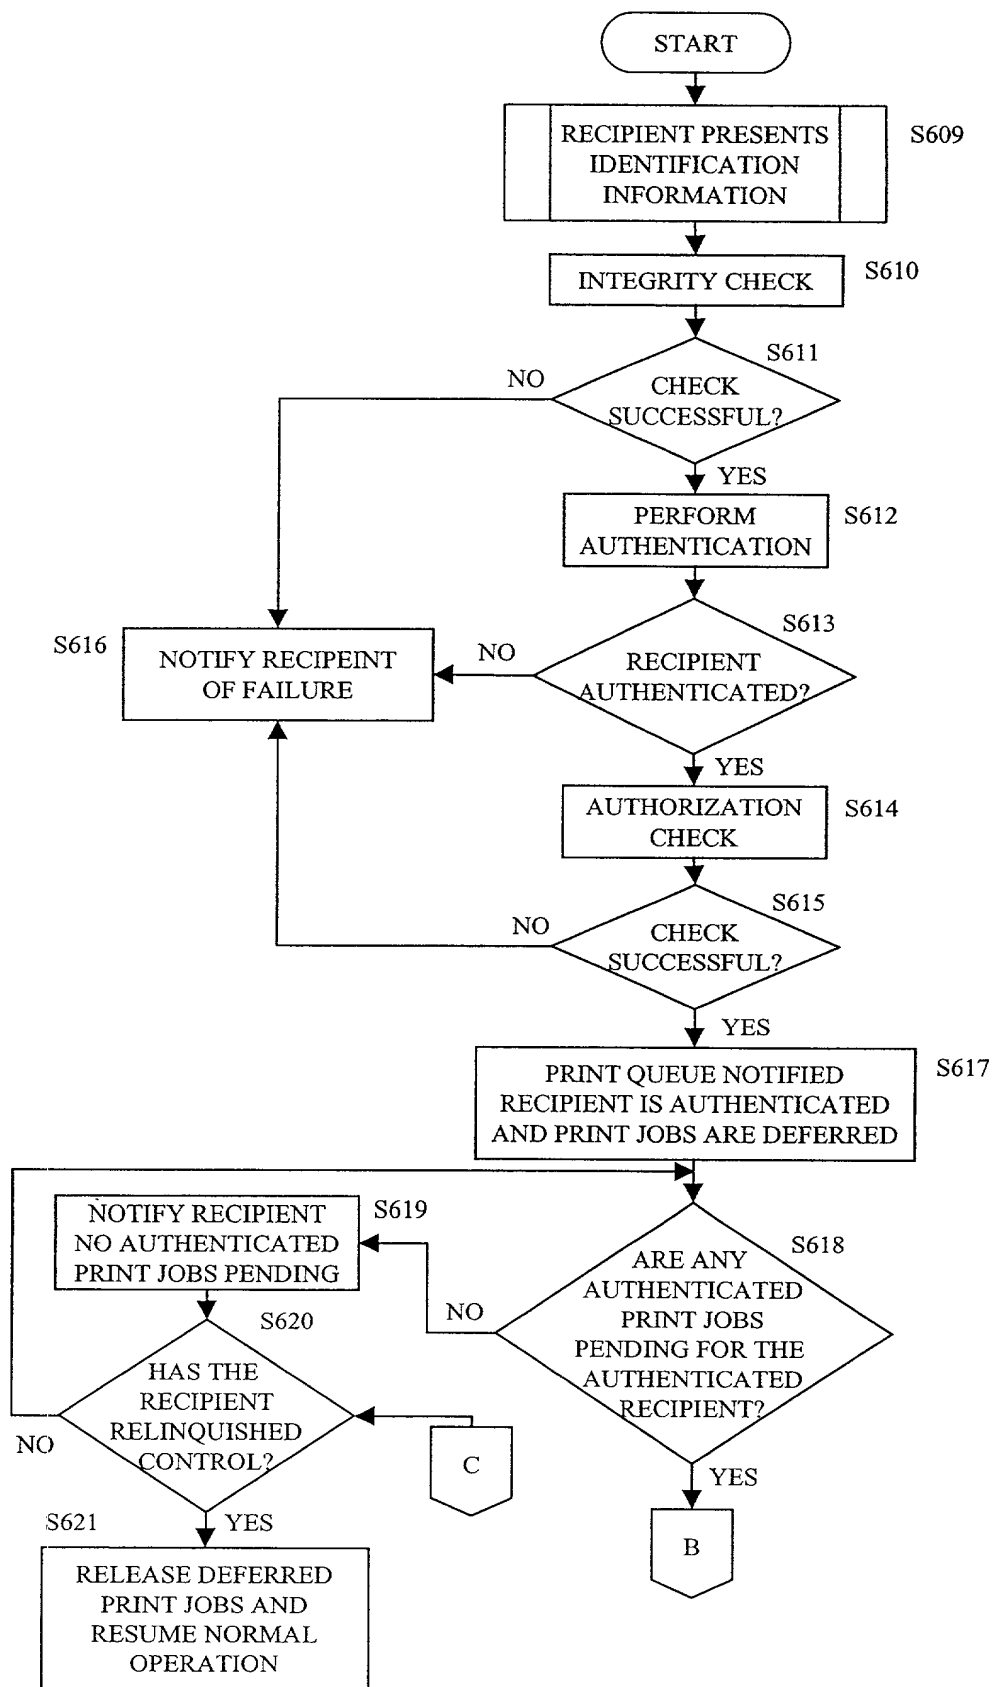 START
RECIPIENT PRESENTS
IDENTIFICATION
INFORMATION
S609
INTEGRITY CHECK
S610
S611
CHECK
SUCCESSFUL?
NO
YES
PERFORM
AUTHENTICATION
S612
S613
RECIPIENT
AUTHENTICATED?
NO
S616
NOTIFY RECIPEINT
OF FAILURE
YES
AUTHORIZATION
CHECK
S614
S615
CHECK
SUCCESSFUL?
NO
YES
PRINT QUEUE NOTIFIED
RECIPIENT IS AUTHENTICATED
AND PRINT JOBS ARE DEFERRED
S617
NOTIFY RECIPIENT
NO AUTHENTICATED
PRINT JOBS PENDING
S619
S618
ARE ANY
AUTHENTICATED
PRINT JOBS
PENDING FOR THE
AUTHENTICATED
RECIPIENT?
NO
S620
HAS THE
RECIPIENT
RELINQUISHED
CONTROL?
NO
C
YES
B
S621
YES
RELEASE DEFERRED
PRINT JOBS AND
RESUME NORMAL
OPERATION